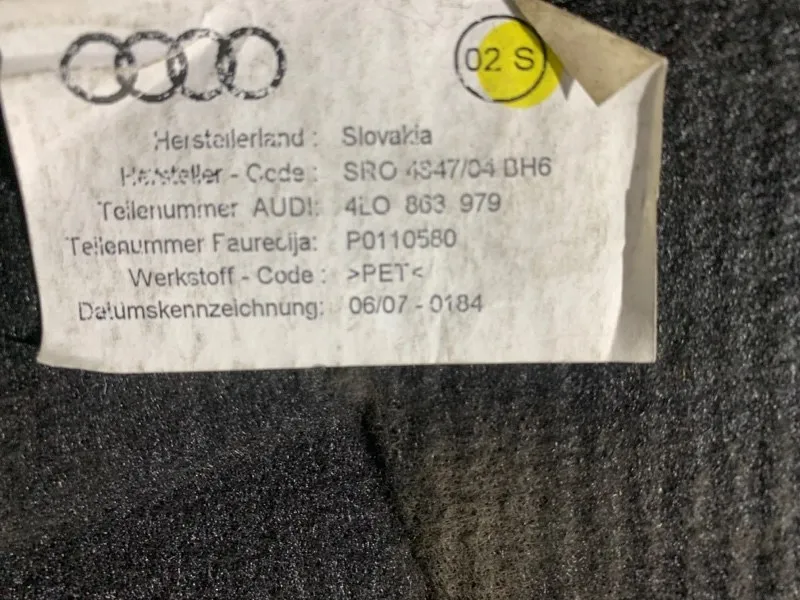 02 S
Herstellerland : Slovakia
Hersteller - Code : SRO 4847/04 BH6
Teilenummer AUDI: 4LO 863 979
Teilenummer Faurecija: P0110580
Werkstoff - Code : >PET<
Datumskennzeichnung: 06/07 - 0184